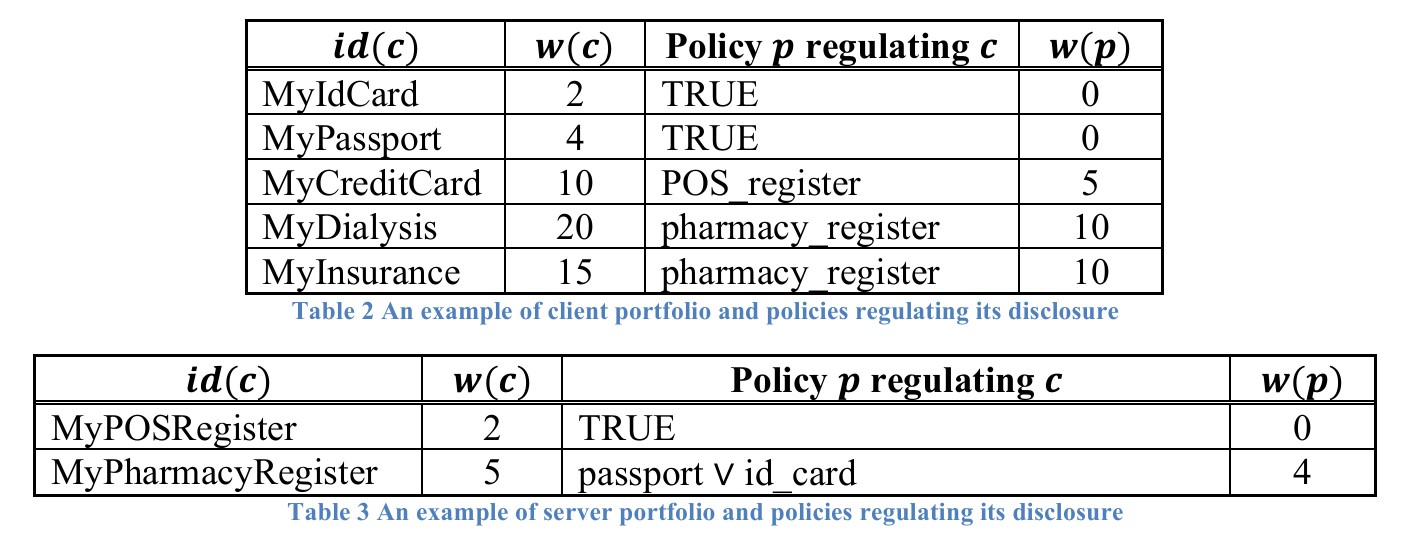 id(c) w(c) Policy p regulating c w(p)
MyIdCard 2 TRUE 0
MyPassport 4 TRUE 0
MyCreditCard 10 POS_register 5
MyDialysis 20 pharmacy_register 10
MyInsurance 15 pharmacy_register 10
Table 2 An example of client portfolio and policies regulating its disclosure
id(c) w(c) Policy p regulating c w(p)
MyPOSRegister 2 TRUE 0
MyPharmacyRegister 5 passport ∨ id_card 4
Table 3 An example of server portfolio and policies regulating its disclosure